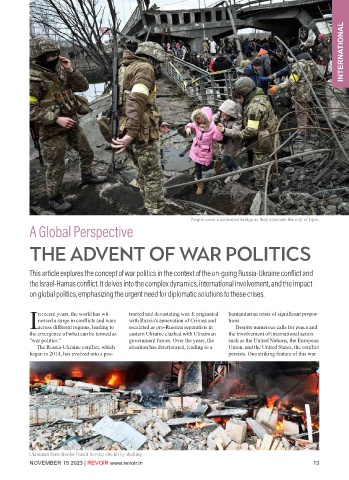 INTERNATIONAL
People cross a destroyed bridge as they evacuate the city of Irpin
A Global Perspective
THE ADVENT OF WAR POLITICS
This article explores the concept of war politics in the context of the on-going Russia-Ukraine conflict and
the Israel-Hamas conflict. It delves into the complex dynamics, international involvement, and the impact
on global politics, emphasizing the urgent need for diplomatic solutions to these crises.
In recent years, the world has wit-
nessed a surge in conflicts and wars
across different regions, leading to
the emergence of what can be termed as
"war politics."
The Russia-Ukraine conflict, which
began in 2014, has evolved into a pro-
tracted and devastating war. It originated
with Russia's annexation of Crimea and
escalated as pro-Russian separatists in
eastern Ukraine clashed with Ukrainian
government forces. Over the years, the
situation has deteriorated, leading to a
humanitarian crisis of significant propor-
tions.
Despite numerous calls for peace and
the involvement of international actors
such as the United Nations, the European
Union, and the United States, the conflict
persists. One striking feature of this war
Ukrainian State Border Guard Service site hit by shelling
NOVEMBER 15 2023 | REVOIR www.revoir.in 13